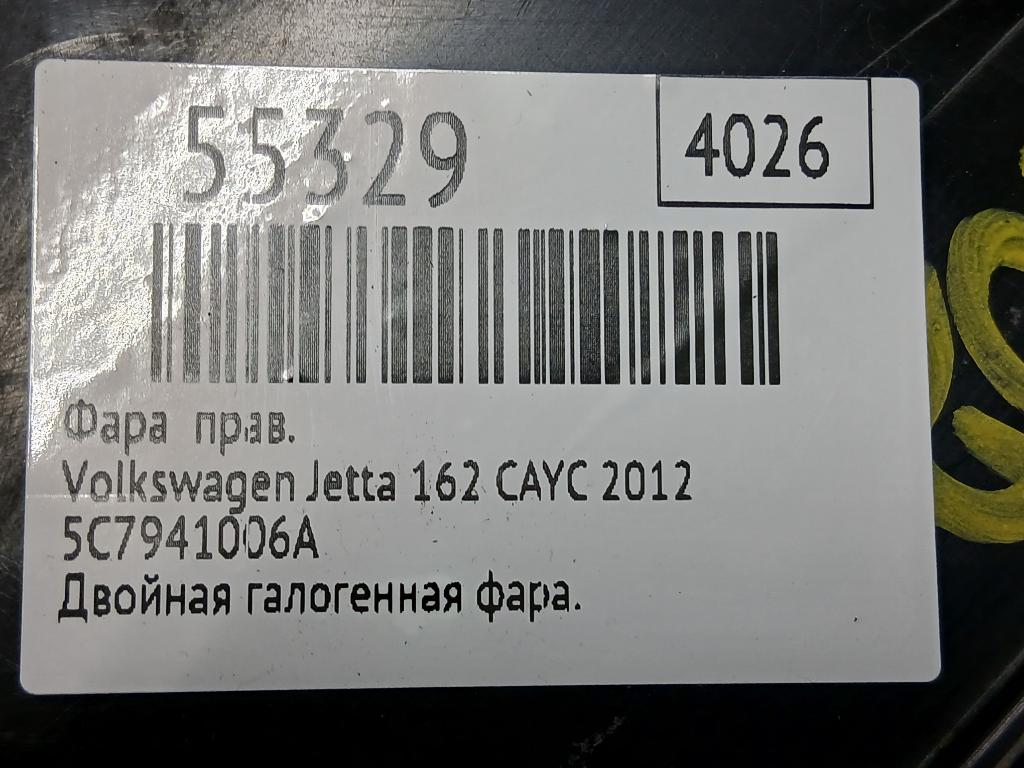 55329
4026
Фара прав.
Volkswagen Jetta 162 CAYC 2012
5C7941006A
Двойная галогенная фара.